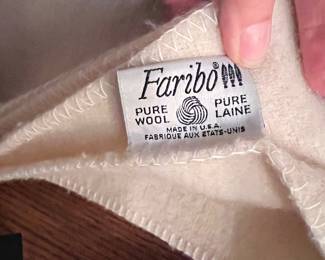 Faribo®
PURE WOOL PURE LAINE
MADE IN U.S.A.
FABRIQUE AUX ETATS-UNIS